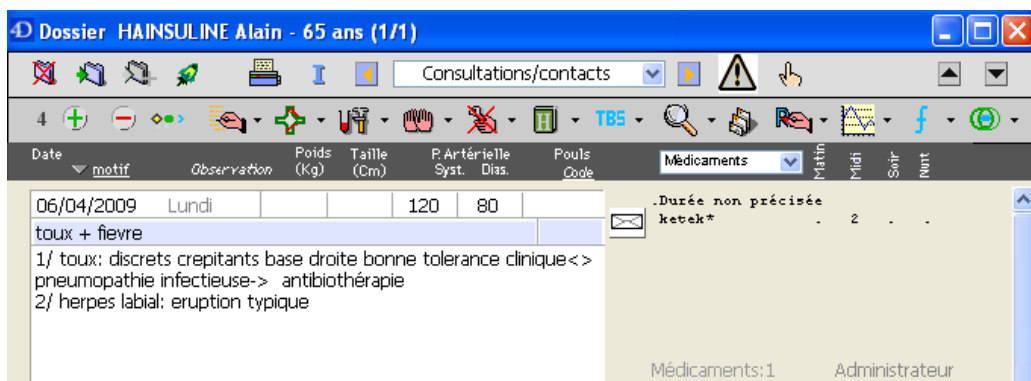 4D Dossier HAINSULINE Alain - 65 ans (1/1)
I Consultations/contacts
4 TBS R f
Date motif Observation Poids (Kg) Taille (Cm) P.Artérielle Syst. Dias. Pouls Code Médicaments Matin Midi Soir Nuit
06/04/2009 Lundi 120 80
toux + fievre
1/ toux: discrets crepitants base droite bonne tolerance clinique<>
pneumopathie infectieuse-> antibiothérapie
2/ herpes labial: eruption typique
.Durée non précisée
ketek* . 2 . .
Médicaments:1 Administrateur